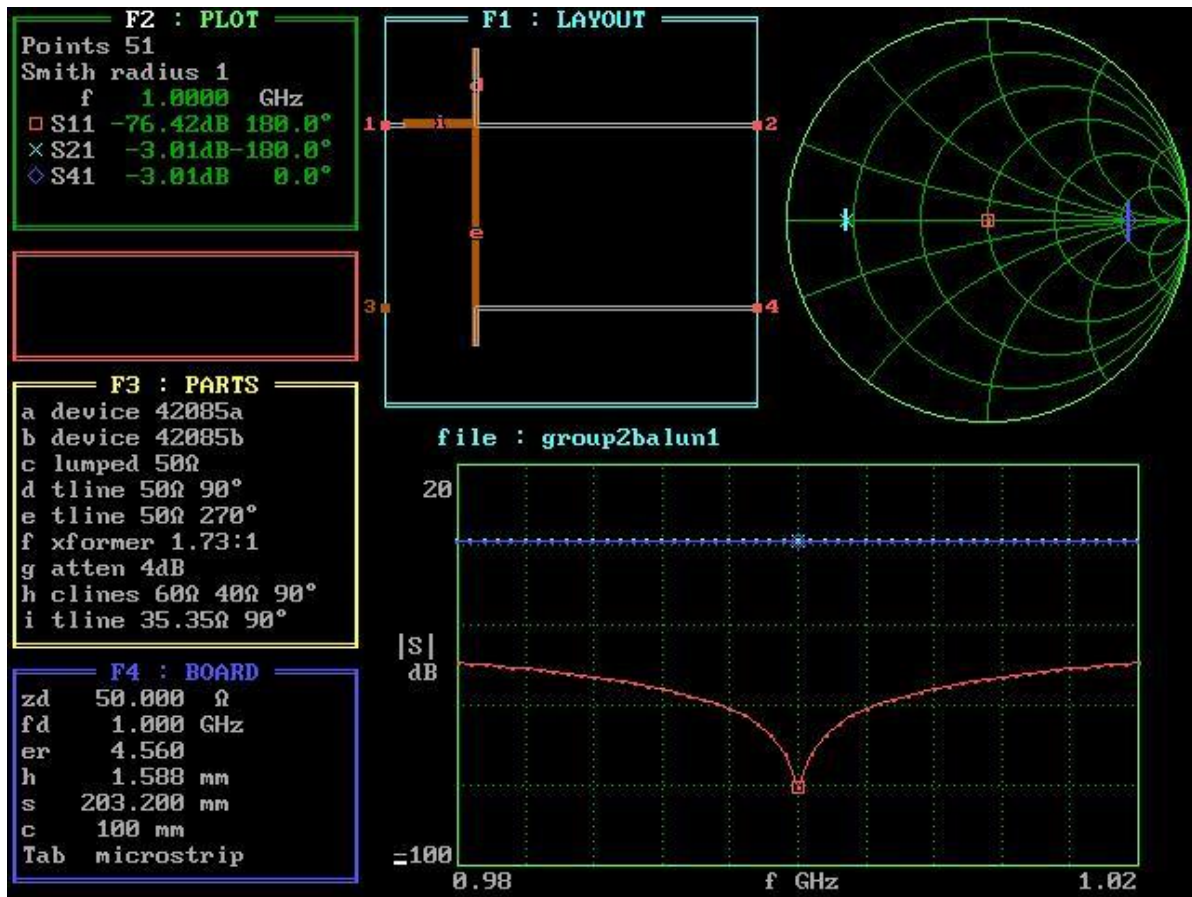 F2 : PLOT
Points 51
Smith radius 1
f 1.0000 GHz
S11 -76.42dB 180.0°
S21 -3.01dB-180.0°
S41 -3.01dB 0.0°
F1 : LAYOUT
d
1 i 2
e
3 4
F3 : PARTS
a device 42085a
b device 42085b
c lumped 50Ω
d tline 50Ω 90°
e tline 50Ω 270°
f xformer 1.73:1
g atten 4dB
h clines 60Ω 40Ω 90°
i tline 35.35Ω 90°
F4 : BOARD
zd 50.000 Ω
fd 1.000 GHz
er 4.560
h 1.588 mm
s 203.200 mm
c 100 mm
Tab microstrip
file : group2balun1
20
|S|
dB
-100
0.98 f GHz 1.02